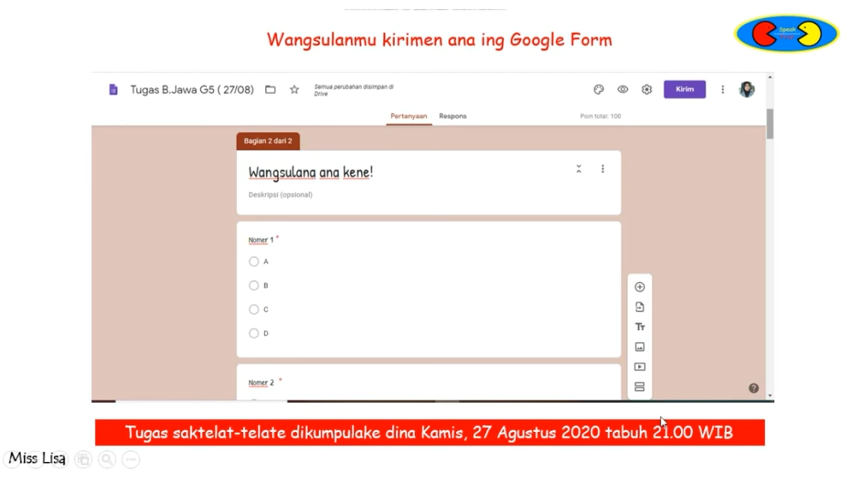 Wangsulanmu kirimen ana ing Google Form
Speak
Tugas B.Jawa G5 ( 27/08)
Semua perubahan disimpan di
Drive
Kirim
Pertanyaan Respons
Poin total: 100
Bagian 2 dari 2
Wangsulana ana kene!
Deskripsi (opsional)
Nomer 1 *
A
B
C
D
Tт
Nomer 2 *
Tugas saktelat-telate dikumpulake dina Kamis, 27 Agustus 2020 tabuh 21.00 WIB
Miss Lisa